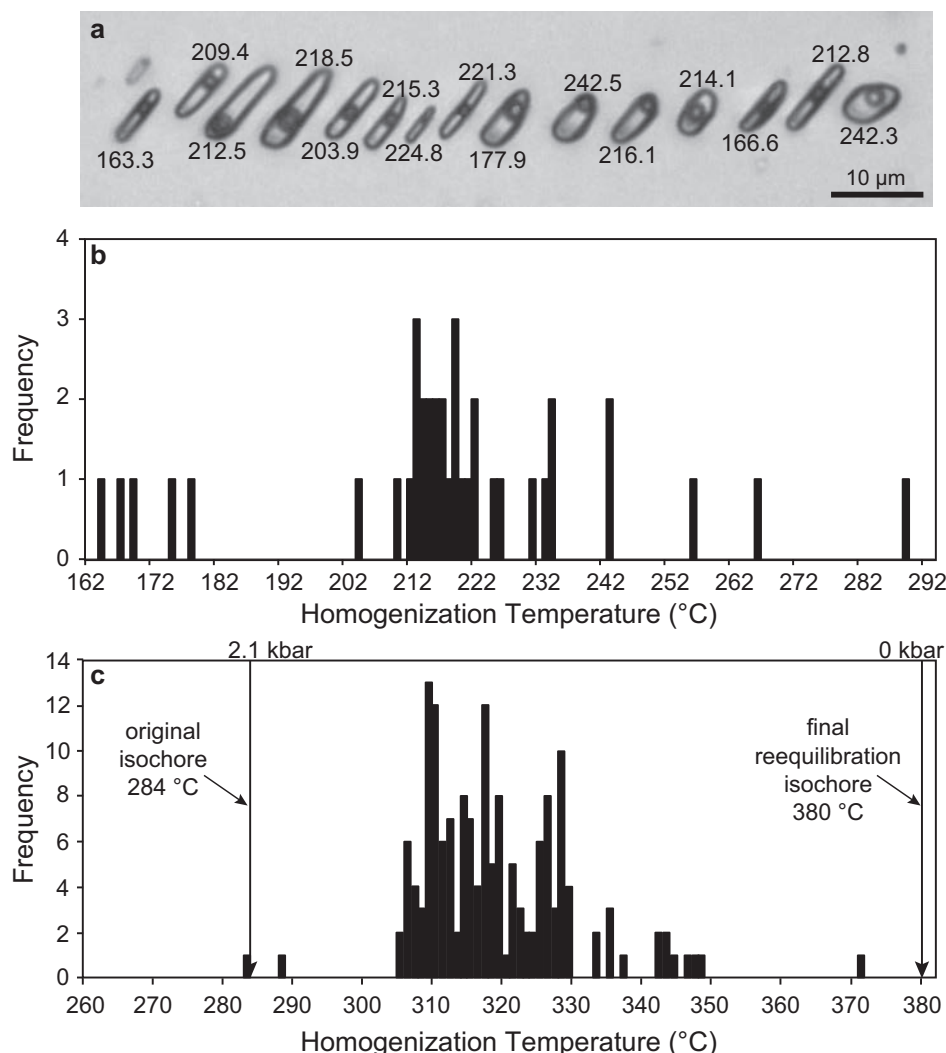 a
209.4 218.5 215.3 221.3 242.5 214.1 212.8
163.3 212.5 203.9 224.8 177.9 216.1 166.6 242.3
10 µm
b
4
3
2
1
0
Frequency
162 172 182 192 202 212 222 232 242 252 262 272 282 292
Homogenization Temperature (°C)
2.1 kbar 0 kbar
c
14
12
10
8
6
4
2
0
Frequency
original
isochore
284 °C
final
reequilibration
isochore
380 °C
260 270 280 290 300 310 320 330 340 350 360 370 380
Homogenization Temperature (°C)